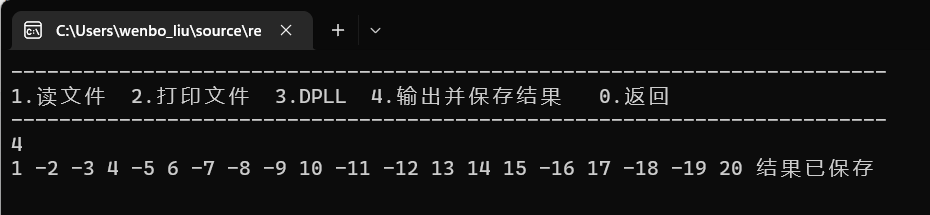 C:\Users\wenbo_liu\source\re
-------------------------------------------------------------------------
1.读文件  2.打印文件  3.DPLL  4.输出并保存结果   0.返回
-------------------------------------------------------------------------
4
1 -2 -3 4 -5 6 -7 -8 -9 10 -11 -12 13 14 15 -16 17 -18 -19 20 结果已保存